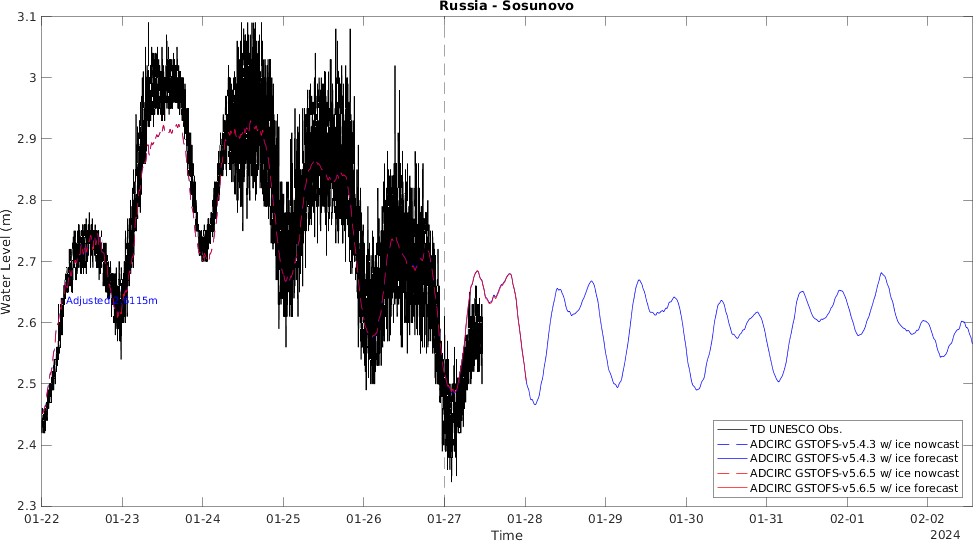 Russia - Sosunovo
3.1
3
2.9
2.8
2.7
2.6
2.5
2.4
2.3
Water Level (m)
Adjusted 115m
01-22
01-23
01-24
01-25
01-26
01-27
01-28
01-29
01-30
01-31
02-01
02-02
Time
2024
TD UNESCO Obs.
ADCIRC GSTOFS-v5.4.3 w/ ice nowcast
ADCIRC GSTOFS-v5.4.3 w/ ice forecast
ADCIRC GSTOFS-v5.6.5 w/ ice nowcast
ADCIRC GSTOFS-v5.6.5 w/ ice forecast